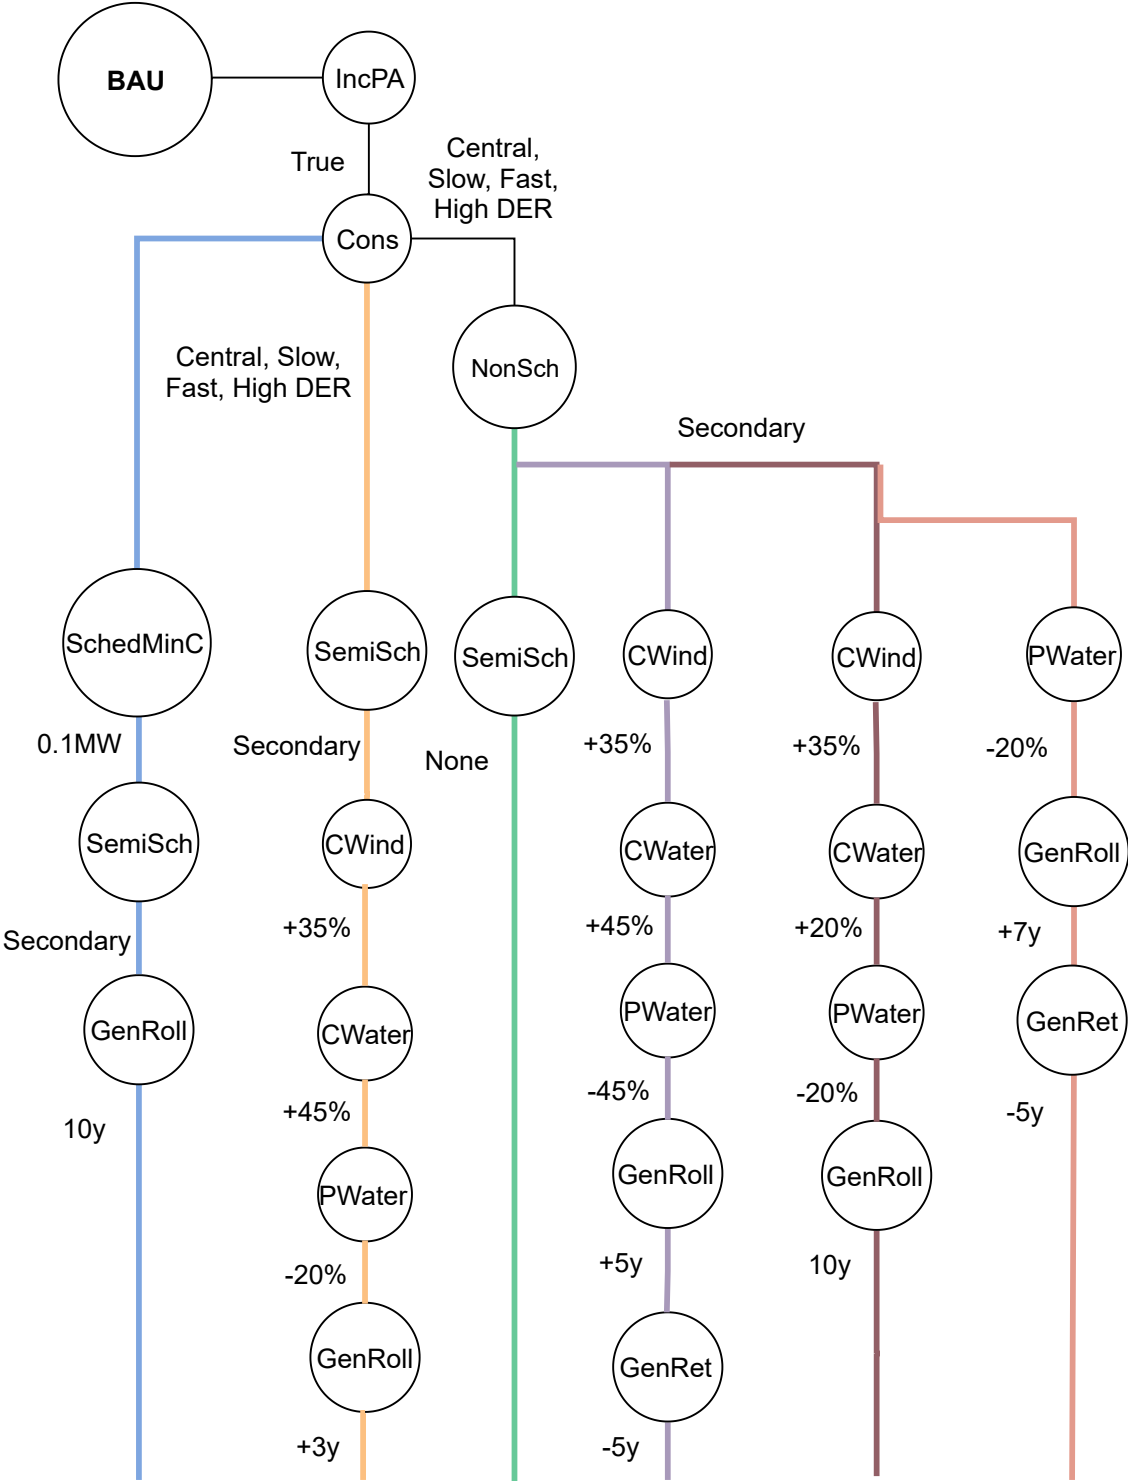 BAU
IncPA
True
Central,
Slow, Fast,
High DER
Cons
Central, Slow,
Fast, High DER
NonSch
Secondary
SchedMinC
SemiSch
SemiSch
CWind
CWind
PWater
0.1MW
Secondary
None
+35%
+35%
-20%
SemiSch
CWind
CWater
CWater
GenRoll
Secondary
+35%
+45%
+20%
+7y
GenRoll
CWater
PWater
PWater
GenRet
10y
+45%
-45%
-20%
-5y
PWater
GenRoll
GenRoll
-20%
+5y
10y
GenRoll
GenRet
+3y
-5y